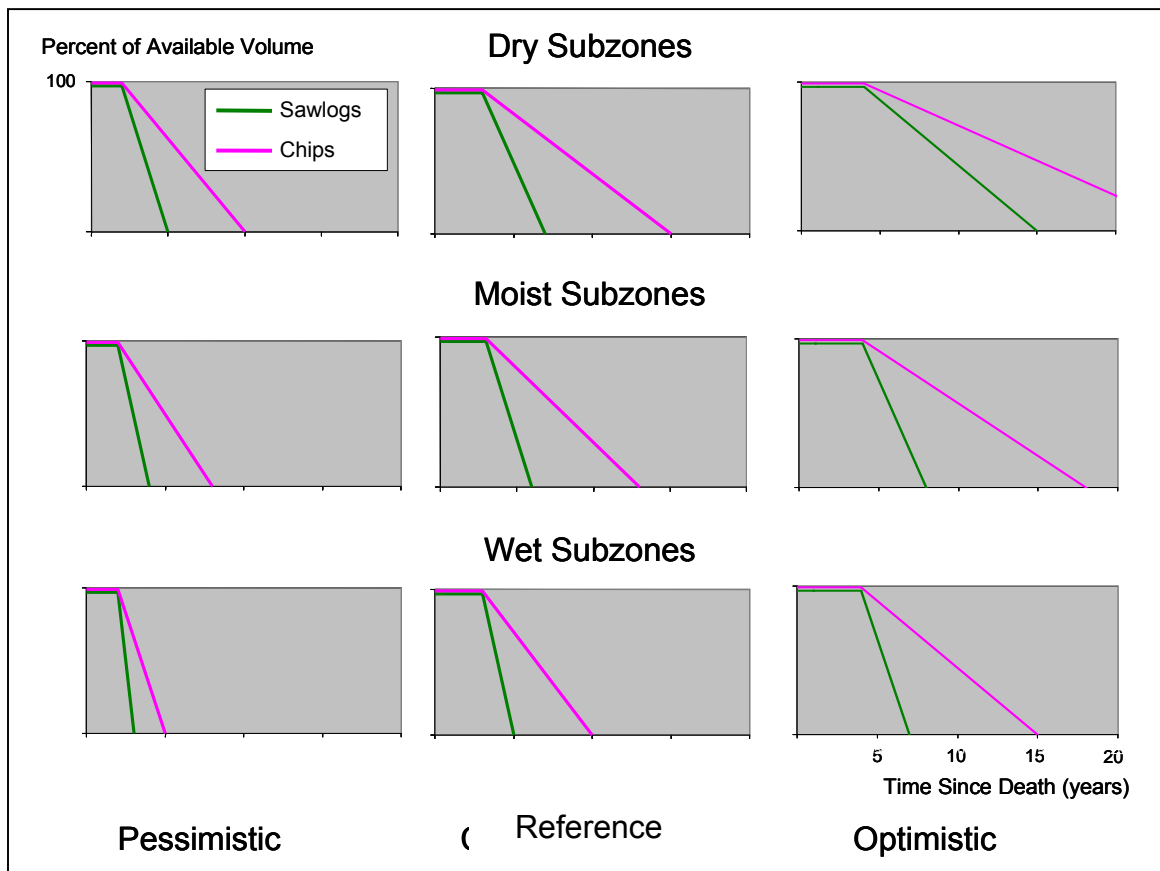 Percent of Available Volume
Dry Subzones
100
Sawlogs
Chips
Moist Subzones
Wet Subzones
5 10 15 20
Time Since Death (years)
Pessimistic Reference Optimistic